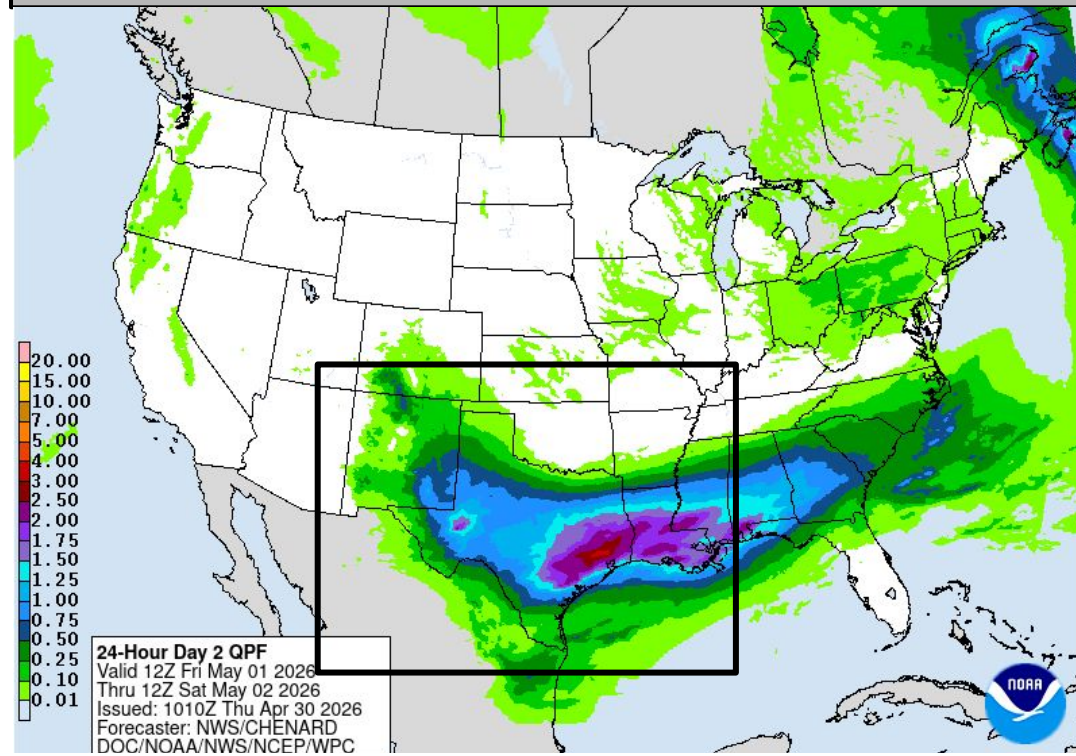 20.00
15.00
10.00
7.00
5.00
4.00
3.00
2.50
2.00
1.75
1.50
1.25
1.00
0.75
0.50
0.25
0.10
0.01
24-Hour Day 2 QPF
Valid 12Z Fri May 01 2026
Thru 12Z Sat May 02 2026
Issued: 1010Z Thu Apr 30 2026
Forecaster: NWS/CHENARD
DOC/NOAA/NWS/NCEP/WPC
NOAA